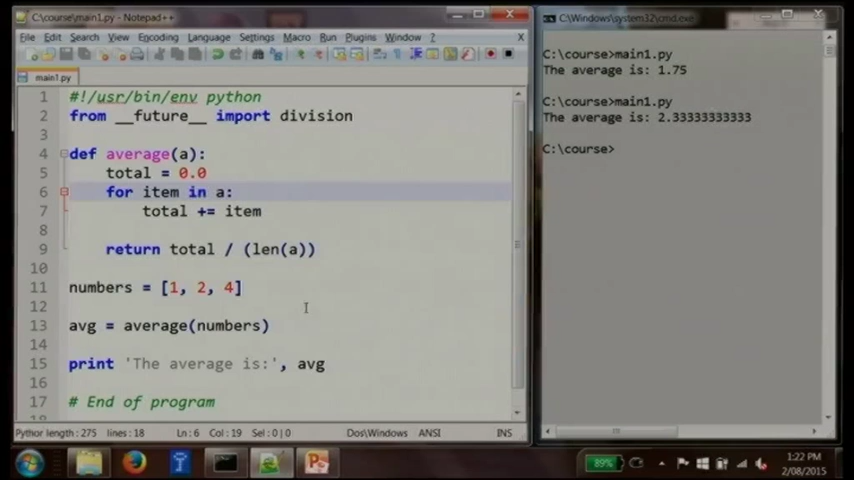 C:\course\main1.py - Notepad++
File Edit Search View Encoding Language Settings Macro Run Plugins Window ? X
main1.py
1 #!/usr/bin/env python
2 from __future__ import division
3
4 def average(a):
5 total = 0.0
6 for item in a:
7 total += item
8
9 return total / (len(a))
10
11 numbers = [1, 2, 4]
12
13 avg = average(numbers)
14
15 print 'The average is:', avg
16
17 # End of program
18
Python length : 275 lines : 18 Ln : 6 Col : 19 Sel : 0 | 0 Dos\Windows ANSI INS
C:\Windows\system32\cmd.exe
C:\course>main1.py
The average is: 1.75
C:\course>main1.py
The average is: 2.33333333333
C:\course>
89%
1:22 PM
2/08/2015